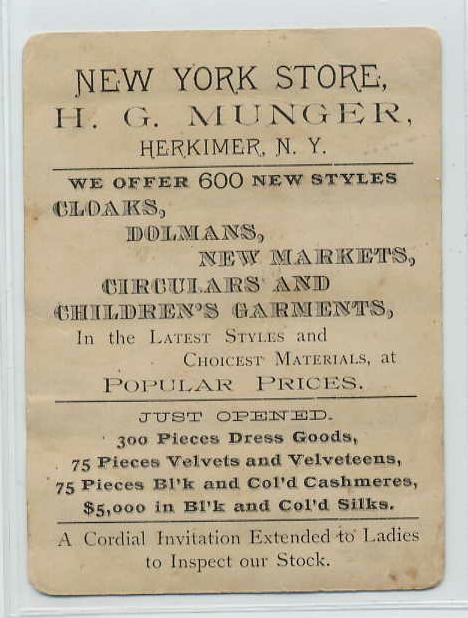 NEW YORK STORE,
H. G. MUNGER,
HERKIMER, N. Y.
WE OFFER 600 NEW STYLES
CLOAKS,
DOLMANS,
NEW MARKETS,
CIRCULARS AND
CHILDREN'S GARMENTS,
In the LATEST STYLES and
CHOICEST MATERIALS, at
POPULAR PRICES.
JUST OPENED.
300 Pieces Dress Goods,
75 Pieces Velvets and Velveteens,
75 Pieces Bl'k and Col'd Cashmeres,
$5,000 in Bl'k and Col'd Silks.
A Cordial Invitation Extended to Ladies
to Inspect our Stock.